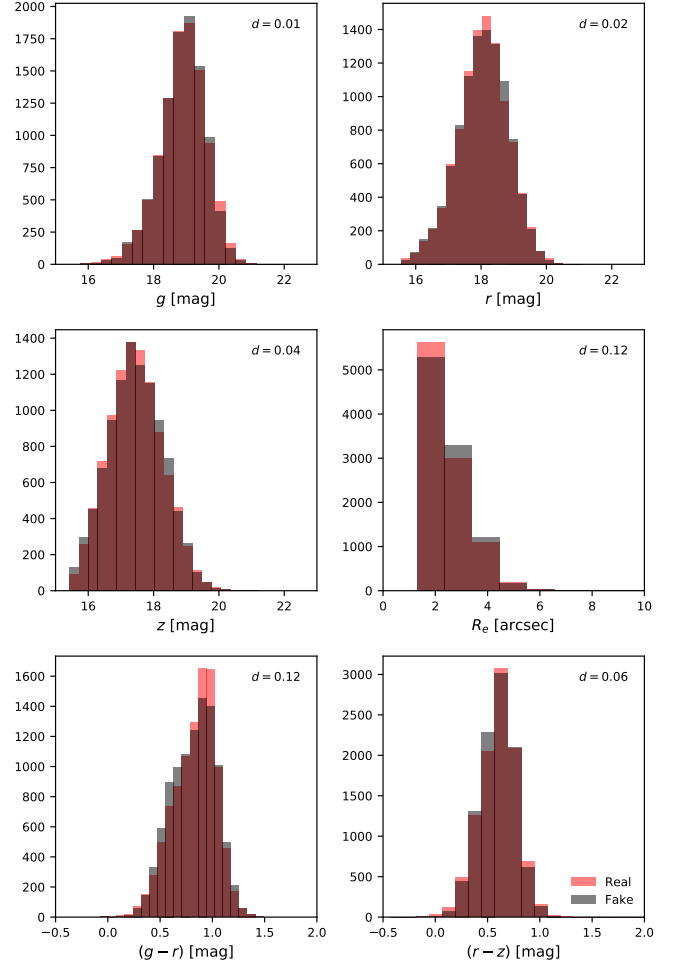 2000
1750
1500
1250
1000
750
500
250
0
d = 0.01
16 18 20 22
g [mag]
1400
1200
1000
800
600
400
200
0
d = 0.02
16 18 20 22
r [mag]
1400
1200
1000
800
600
400
200
0
d = 0.04
16 18 20 22
z [mag]
5000
4000
3000
2000
1000
0
d = 0.12
0 2 4 6 8 10
R_e [arcsec]
1600
1400
1200
1000
800
600
400
200
0
d = 0.12
−0.5 0.0 0.5 1.0 1.5 2.0
(g − r) [mag]
3000
2500
2000
1500
1000
500
0
d = 0.06
Real
Fake
−0.5 0.0 0.5 1.0 1.5 2.0
(r − z) [mag]